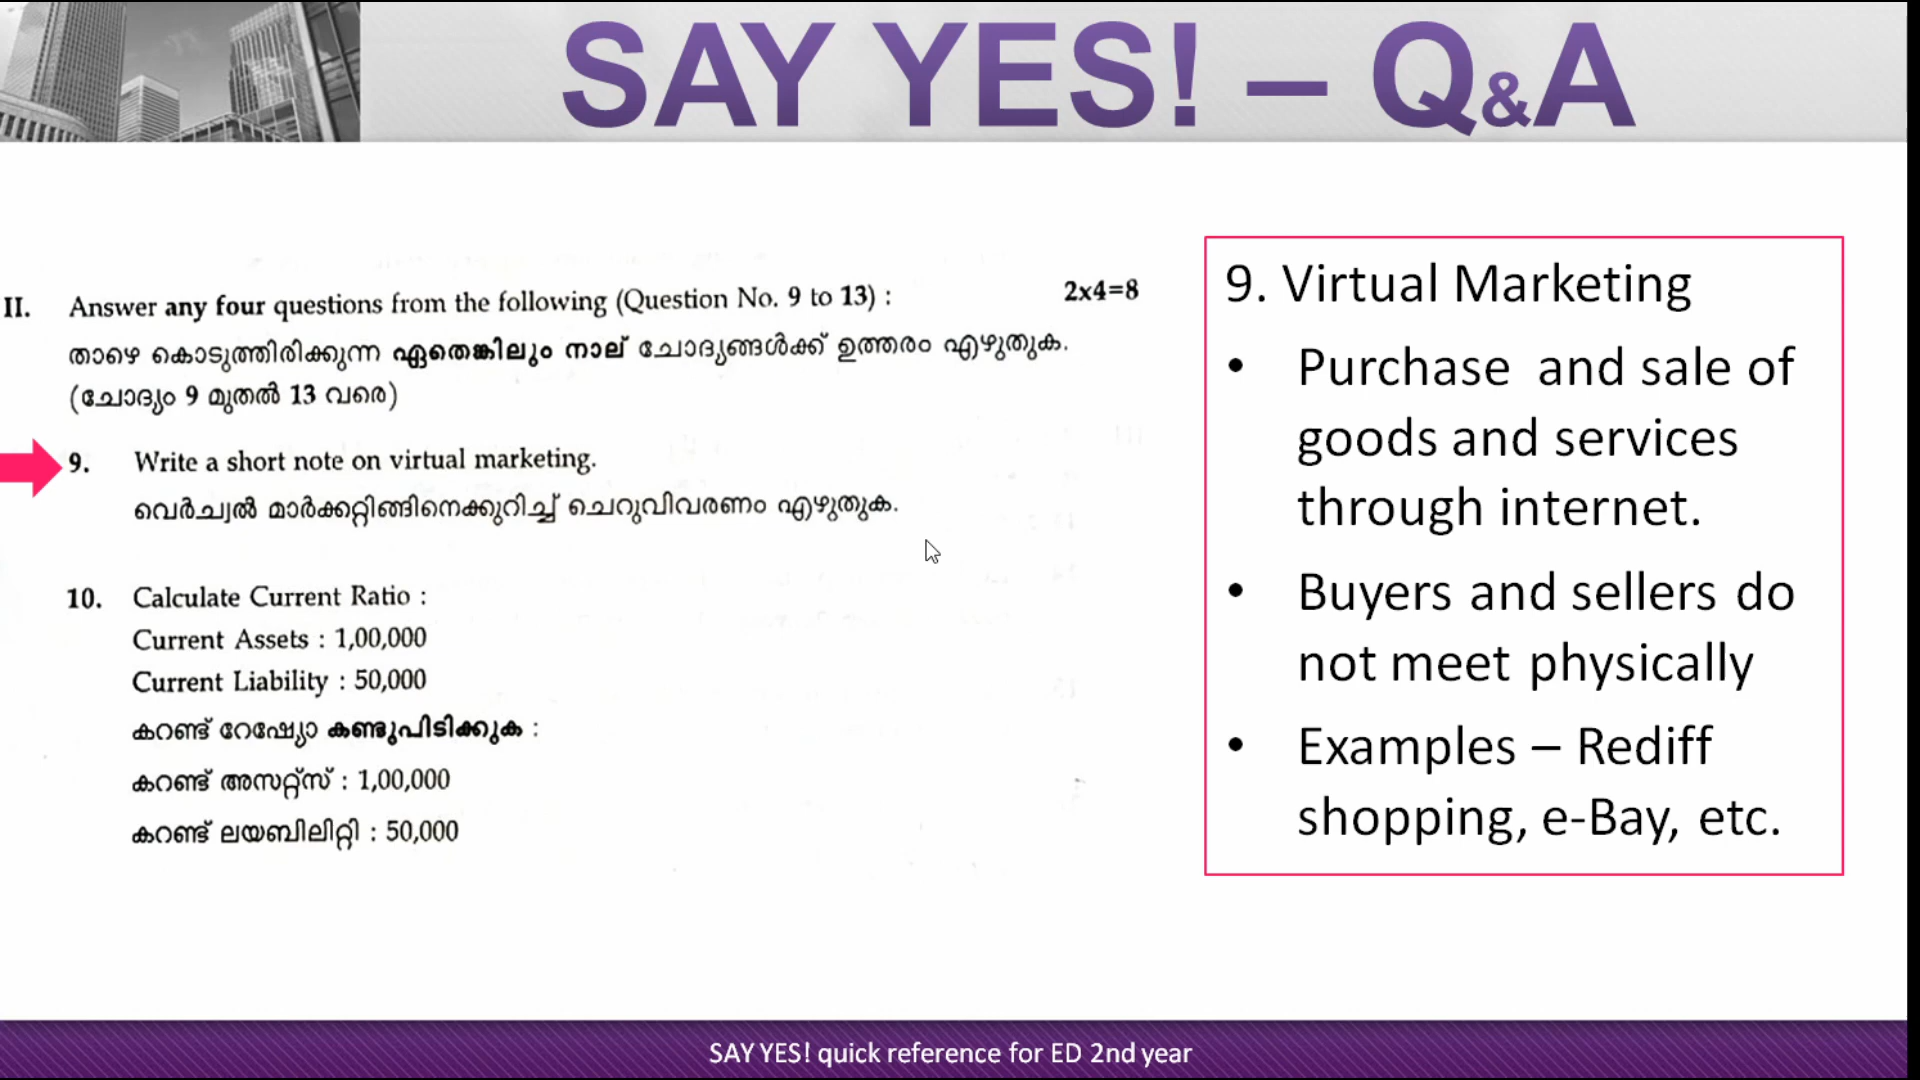 SAY YES! – Q&A
II. Answer any four questions from the following (Question No. 9 to 13) : 2x4=8
താഴെ കൊടുത്തിരിക്കുന്ന ഏതെങ്കിലും നാല് ചോദ്യങ്ങൾക്ക് ഉത്തരം എഴുതുക.
(ചോദ്യം 9 മുതൽ 13 വരെ)
9. Write a short note on virtual marketing.
വെർച്വൽ മാർക്കറ്റിങ്ങിനെക്കുറിച്ച് ചെറുവിവരണം എഴുതുക.
10. Calculate Current Ratio :
Current Assets : 1,00,000
Current Liability : 50,000
കറണ്ട് റേഷ്യോ കണ്ടുപിടിക്കുക :
കറണ്ട് അസറ്റ്സ് : 1,00,000
കറണ്ട് ലയബിലിറ്റി : 50,000
9. Virtual Marketing
• Purchase and sale of
goods and services
through internet.
• Buyers and sellers do
not meet physically
• Examples – Rediff
shopping, e-Bay, etc.
SAY YES! quick reference for ED 2nd year